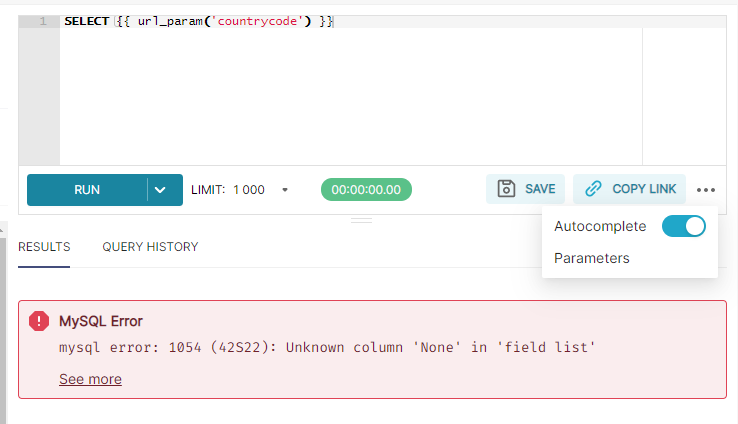 1 SELECT {{ url_param('countrycode') }}
RUN LIMIT: 1 000 00:00:00.00 SAVE COPY LINK
Autocomplete
Parameters
RESULTS QUERY HISTORY
MySQL Error
mysql error: 1054 (42S22): Unknown column 'None' in 'field list'
See more